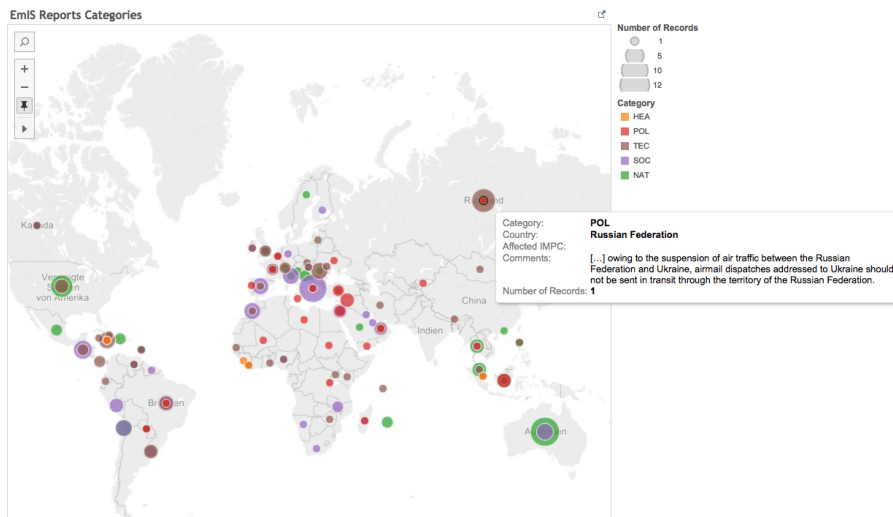 EmIS Reports Categories
Number of Records
1
5
10
12
Category
HEA
POL
TEC
SOC
NAT
Kanada
Vereinigte
Staaten
von Amerika
China
Indien
Category: POL
Country: Russian Federation
Affected IMPC:
Comments: [...] owing to the suspension of air traffic between the Russian
Federation and Ukraine, airmail dispatches addressed to Ukraine should
not be sent in transit through the territory of the Russian Federation.
Number of Records: 1